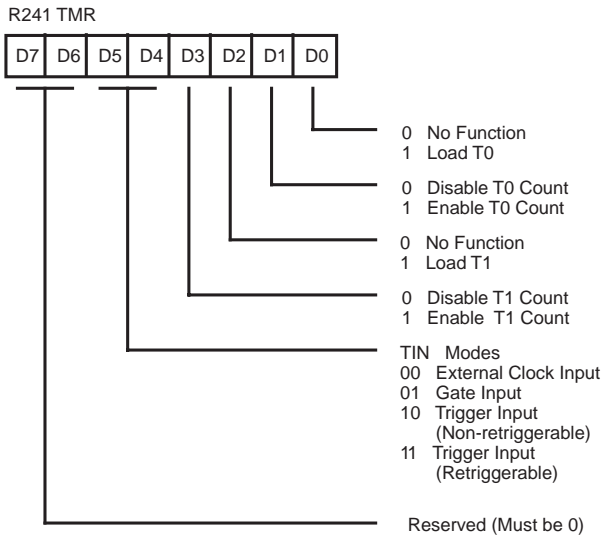 R241 TMR
D7 D6 D5 D4 D3 D2 D1 D0
0 No Function
1 Load T0
0 Disable T0 Count
1 Enable T0 Count
0 No Function
1 Load T1
0 Disable T1 Count
1 Enable T1 Count
TIN Modes
00 External Clock Input
01 Gate Input
10 Trigger Input
(Non-retriggerable)
11 Trigger Input
(Retriggerable)
Reserved (Must be 0)